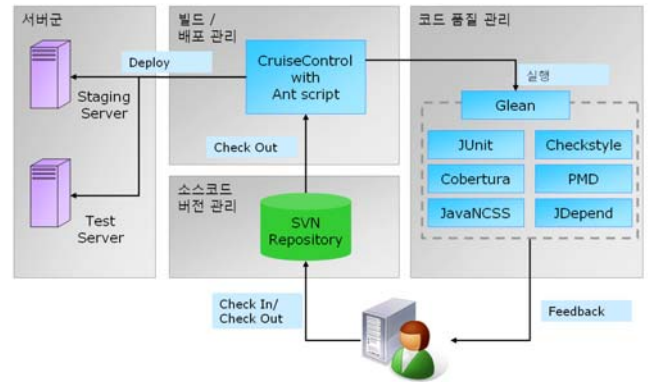 서버군
빌드 /
배포 관리
코드 품질 관리
Deploy
CruiseControl
with
Ant script
실행
Staging
Server
Glean
Check Out
JUnit
Checkstyle
Cobertura
PMD
JavaNCSS
JDepend
소스코드
버전 관리
SVN
Repository
Test
Server
Check In/
Check Out
Feedback